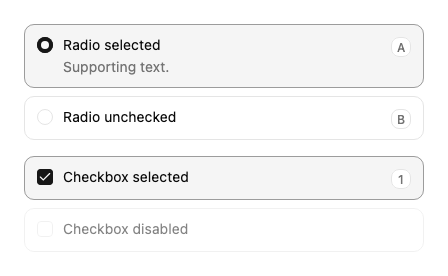 Radio selected
A
Supporting text.
Radio unchecked
B
Checkbox selected
1
Checkbox disabled